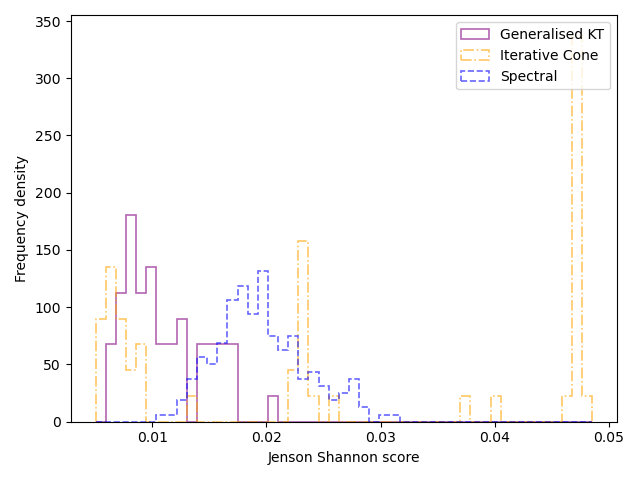 350
300
250
200
150
100
50
0
Frequency density
Generalised KT
Iterative Cone
Spectral
0.01
0.02
0.03
0.04
0.05
Jenson Shannon score